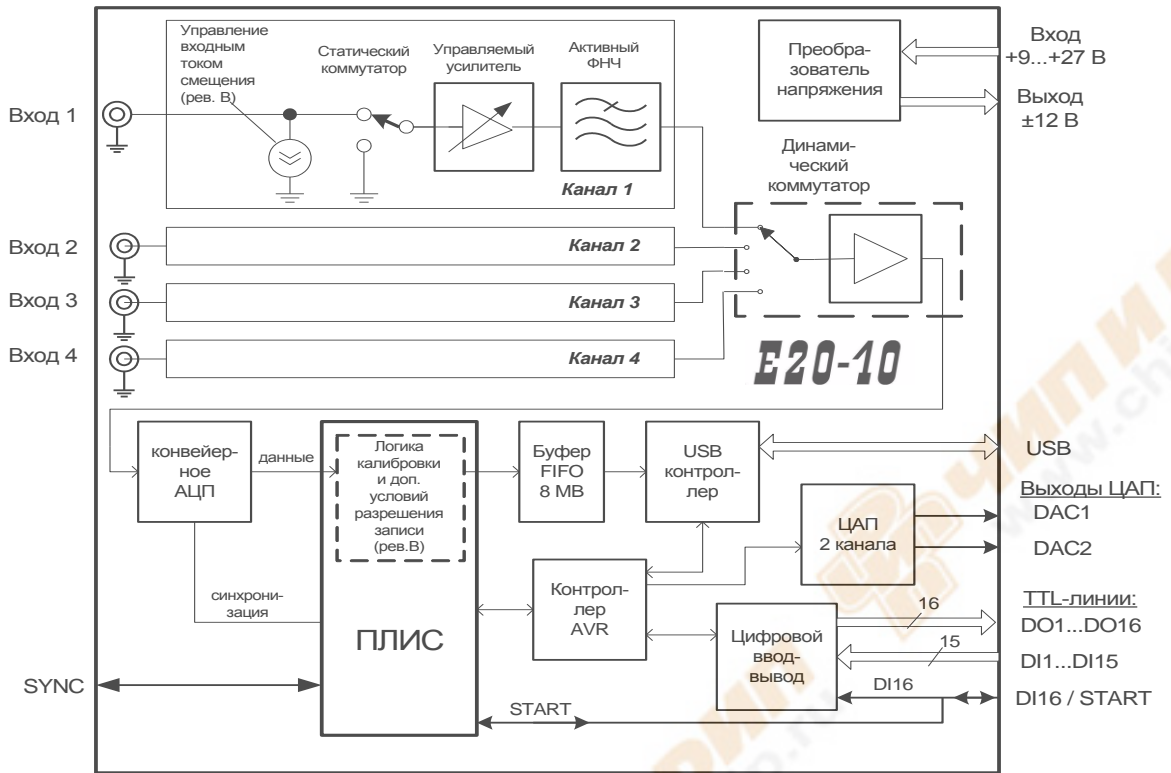 Управление
входным
током
смещения
(рев. В)
Статический
коммутатор
Управляемый
усилитель
Активный
ФНЧ
Преобра-
зователь
напряжения
Вход
+9...+27 В
Выход
±12 В
Вход 1
Канал 1
Динами-
ческий
коммутатор
Вход 2
Канал 2
Вход 3
Канал 3
Вход 4
Канал 4
E20-10
конвейер-
ное
АЦП
данные
Логика
калибровки
и доп.
условий
разрешения
записи
(рев.В)
Буфер
FIFO
8 MB
USB
контрол-
лер
USB
Выходы ЦАП:
DAC1
DAC2
ЦАП
2 канала
синхрони-
зация
ПЛИС
Контрол-
лер
AVR
Цифровой
ввод-
вывод
16
15
TTL-линии:
DO1...DO16
DI1...DI15
DI16
DI16 / START
SYNC
START